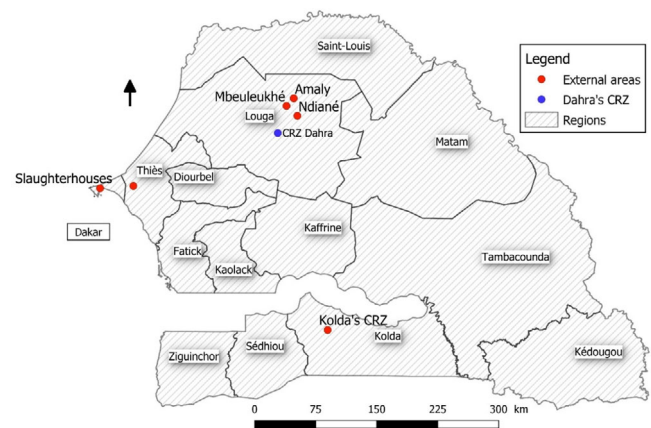 Saint-Louis
Legend
External areas
Dahra's CRZ
Regions
Mbeuleukhé
Amaly
Ndiané
Louga
CRZ Dahra
Matam
Thiès
Slaughterhouses
Diourbel
Dakar
Kaffrine
Fatick
Kaolack
Tambacounda
Kolda's CRZ
Kolda
Sédhiou
Ziguinchor
Kédougou
0 75 150 225 300 km